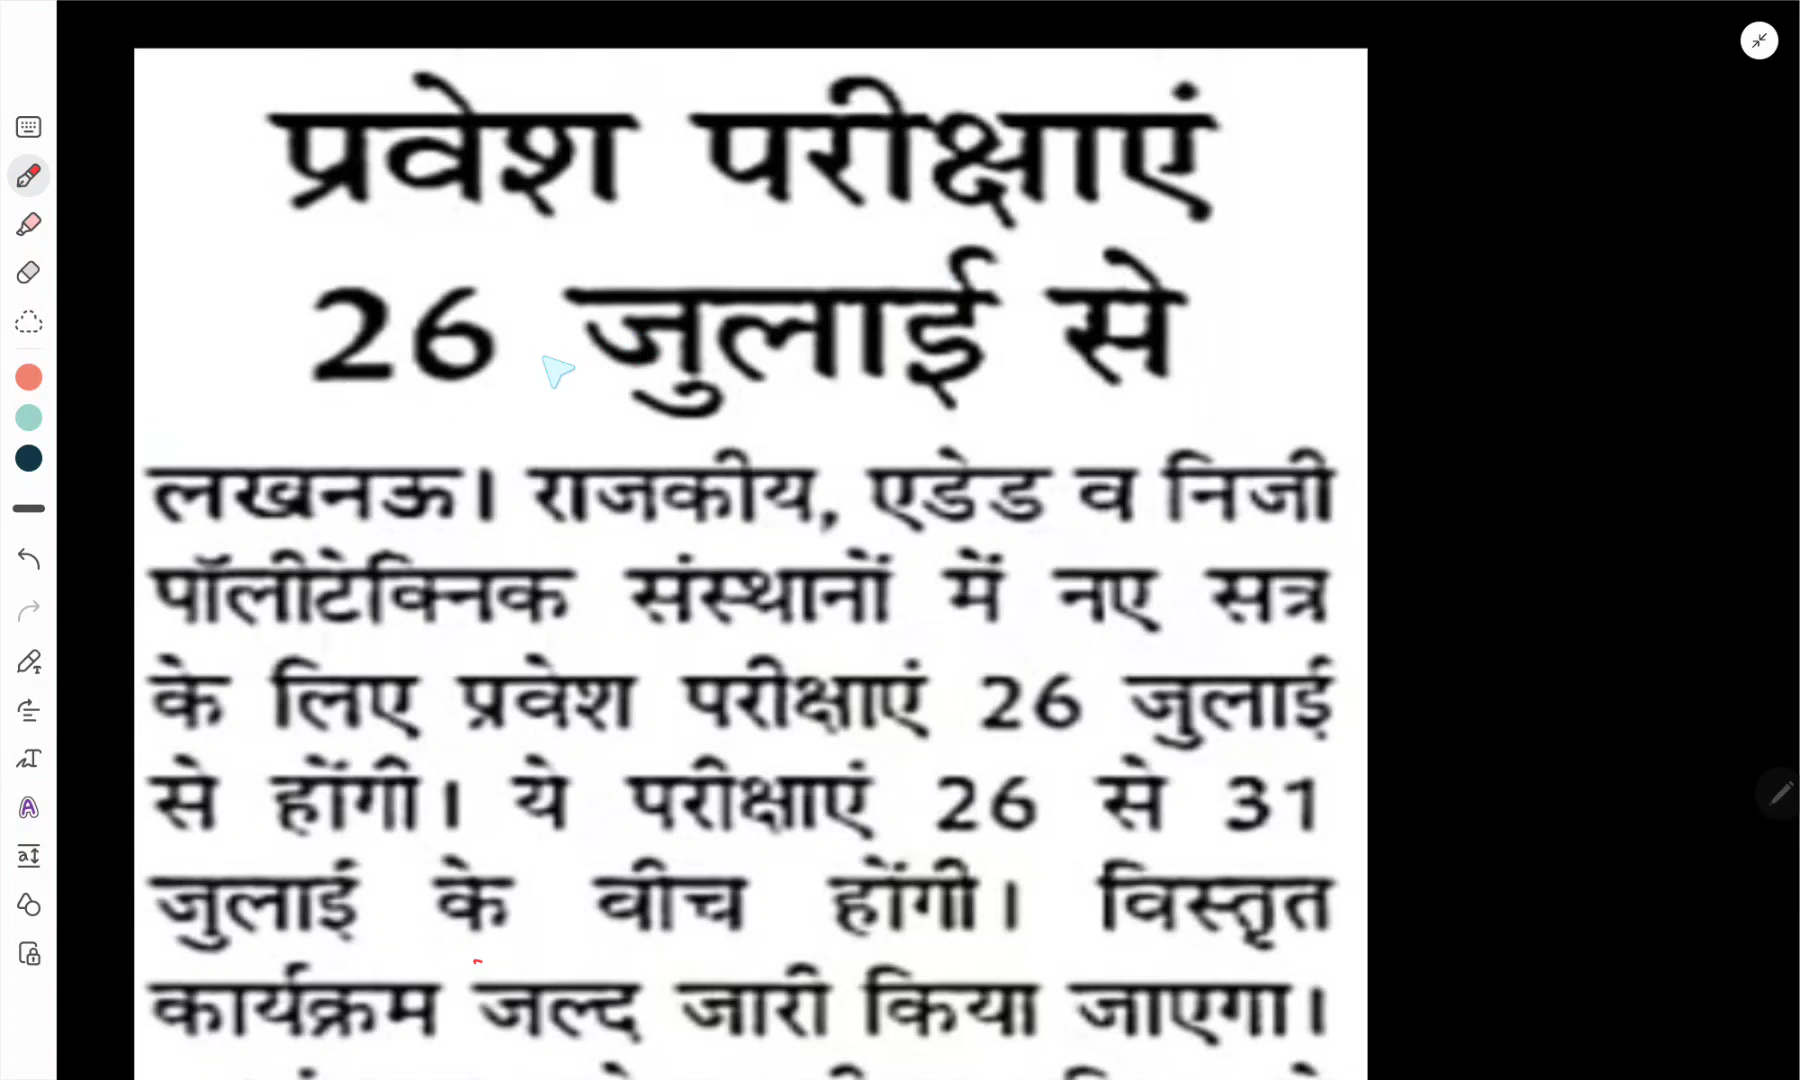 प्रवेश परीक्षाएं
26 जुलाई से
लखनऊ। राजकीय, एडेड व निजी
पॉलीटेक्निक संस्थानों में नए सत्र
के लिए प्रवेश परीक्षाएं 26 जुलाई
से होंगी। ये परीक्षाएं 26 से 31
जुलाई के बीच होंगी। विस्तृत
कार्यक्रम जल्द जारी किया जाएगा।